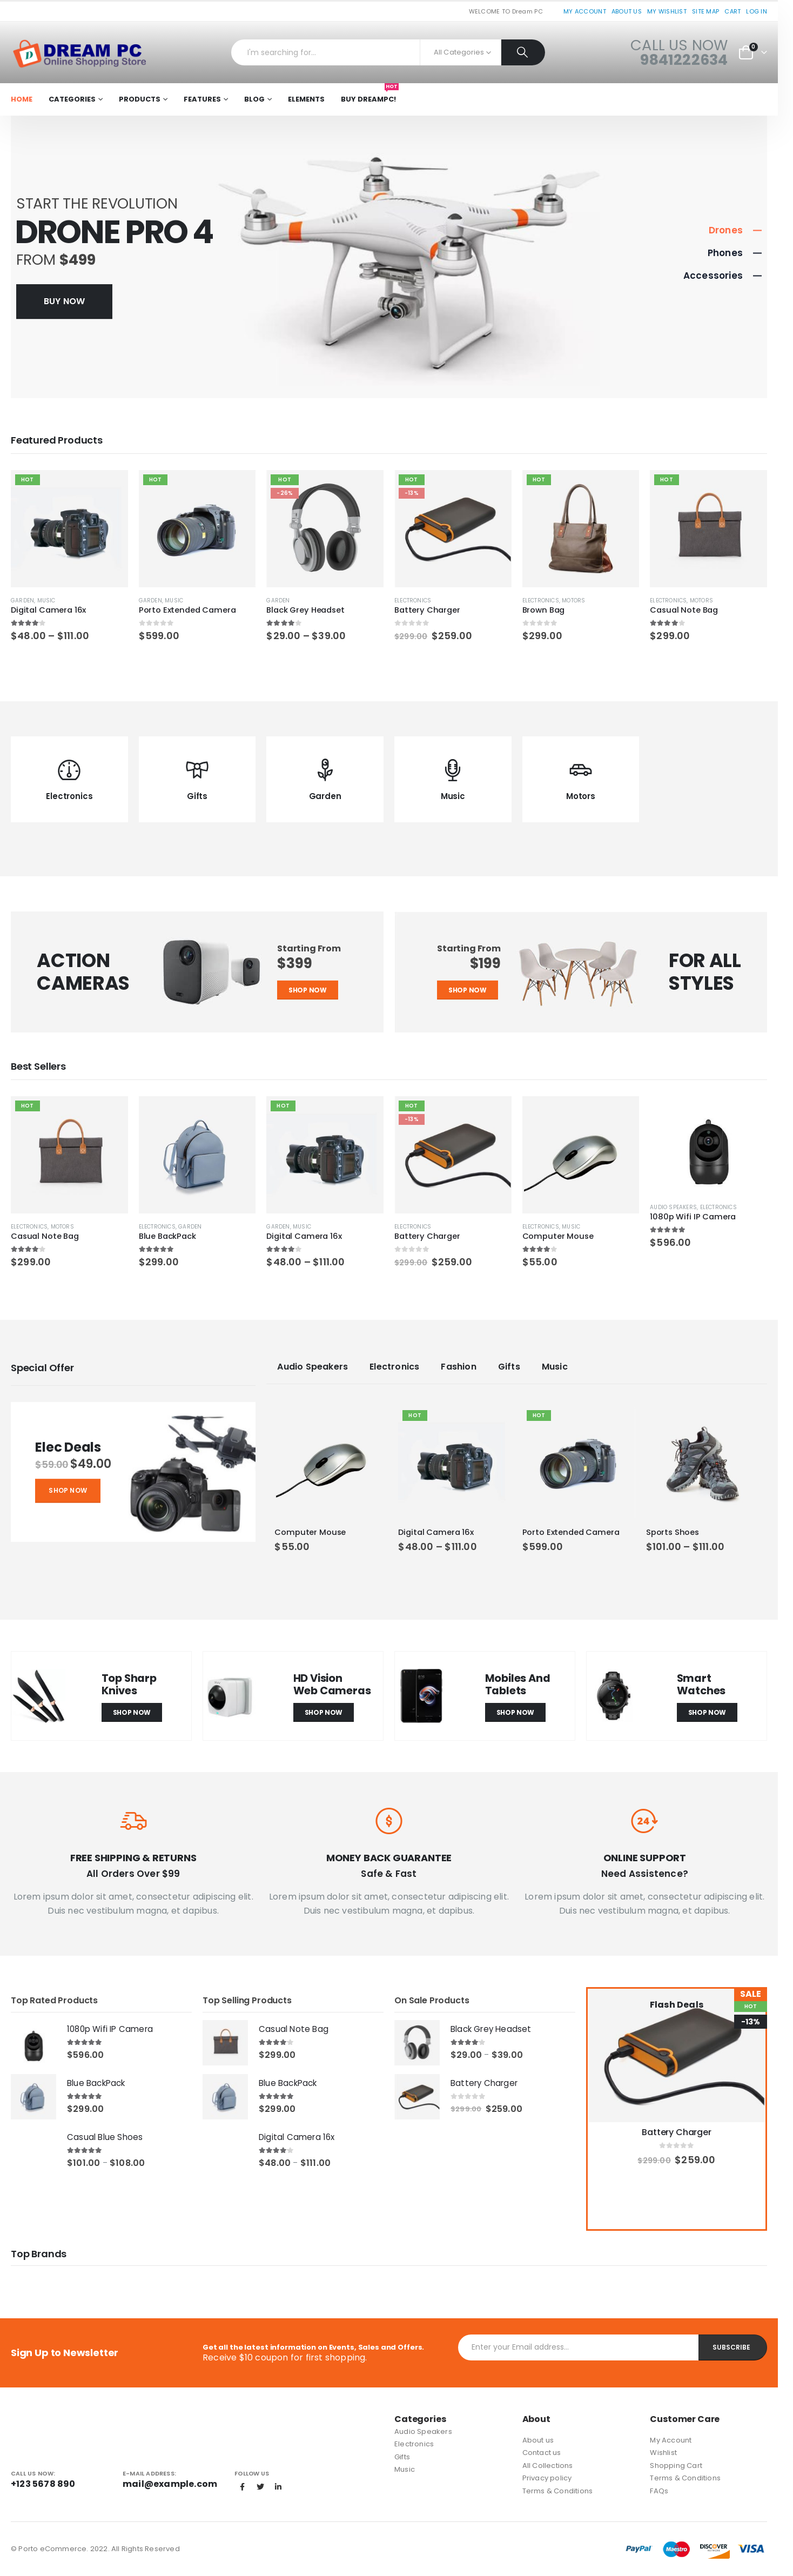 WELCOME TO Dream PC MY ACCOUNT ABOUT US MY WISHLIST SITE MAP CART LOG IN
DREAM PC
Online Shopping Store
I'm searching for...
All Categories
CALL US NOW
9841222634
0
HOT
HOME CATEGORIES PRODUCTS FEATURES BLOG ELEMENTS BUY DREAMPC!
START THE REVOLUTION
DRONE PRO 4
FROM $499
BUY NOW
Drones
Phones
Accessories
Featured Products
HOT HOT HOT HOT HOT HOT
-26% -13%
GARDEN, MUSIC GARDEN, MUSIC GARDEN ELECTRONICS ELECTRONICS, MOTORS ELECTRONICS, MOTORS
Digital Camera 16x Porto Extended Camera Black Grey Headset Battery Charger Brown Bag Casual Note Bag
$48.00 – $111.00 $599.00 $29.00 – $39.00 $299.00 $259.00 $299.00 $299.00
Electronics Gifts Garden Music Motors
ACTION
CAMERAS
Starting From
$399
SHOP NOW
Starting From
$199
SHOP NOW
FOR ALL
STYLES
Best Sellers
HOT HOT HOT
-13%
ELECTRONICS, MOTORS ELECTRONICS, GARDEN GARDEN, MUSIC ELECTRONICS ELECTRONICS, MUSIC AUDIO SPEAKERS, ELECTRONICS
Casual Note Bag Blue BackPack Digital Camera 16x Battery Charger Computer Mouse 1080p Wifi IP Camera
$299.00 $299.00 $48.00 – $111.00 $299.00 $259.00 $55.00 $596.00
Special Offer
Audio Speakers Electronics Fashion Gifts Music
Elec Deals
$59.00 $49.00
SHOP NOW
HOT HOT
Computer Mouse Digital Camera 16x Porto Extended Camera Sports Shoes
$55.00 $48.00 – $111.00 $599.00 $101.00 – $111.00
Top Sharp
Knives
SHOP NOW
HD Vision
Web Cameras
SHOP NOW
Mobiles And
Tablets
SHOP NOW
Smart
Watches
SHOP NOW
$ 24
FREE SHIPPING & RETURNS
All Orders Over $99
Lorem ipsum dolor sit amet, consectetur adipiscing elit.
Duis nec vestibulum magna, et dapibus.
MONEY BACK GUARANTEE
Safe & Fast
Lorem ipsum dolor sit amet, consectetur adipiscing elit.
Duis nec vestibulum magna, et dapibus.
ONLINE SUPPORT
Need Assistence?
Lorem ipsum dolor sit amet, consectetur adipiscing elit.
Duis nec vestibulum magna, et dapibus.
Top Rated Products
1080p Wifi IP Camera
$596.00
Blue BackPack
$299.00
Casual Blue Shoes
$101.00 – $108.00
Top Selling Products
Casual Note Bag
$299.00
Blue BackPack
$299.00
Digital Camera 16x
$48.00 – $111.00
On Sale Products
Black Grey Headset
$29.00 – $39.00
Battery Charger
$299.00 $259.00
SALE
Flash Deals
HOT
-13%
Battery Charger
$299.00 $259.00
Top Brands
Sign Up to Newsletter
Get all the latest information on Events, Sales and Offers.
Receive $10 coupon for first shopping.
Enter your Email address...
SUBSCRIBE
CALL US NOW:
+123 5678 890
E-MAIL ADDRESS:
mail@example.com
FOLLOW US
Categories
Audio Speakers
Electronics
Gifts
Music
About
About us
Contact us
All Collections
Privacy policy
Terms & Conditions
Customer Care
My Account
Wishlist
Shopping Cart
Terms & Conditions
FAQs
© Porto eCommerce. 2022. All Rights Reserved
PayPal Maestro DISCOVER VISA